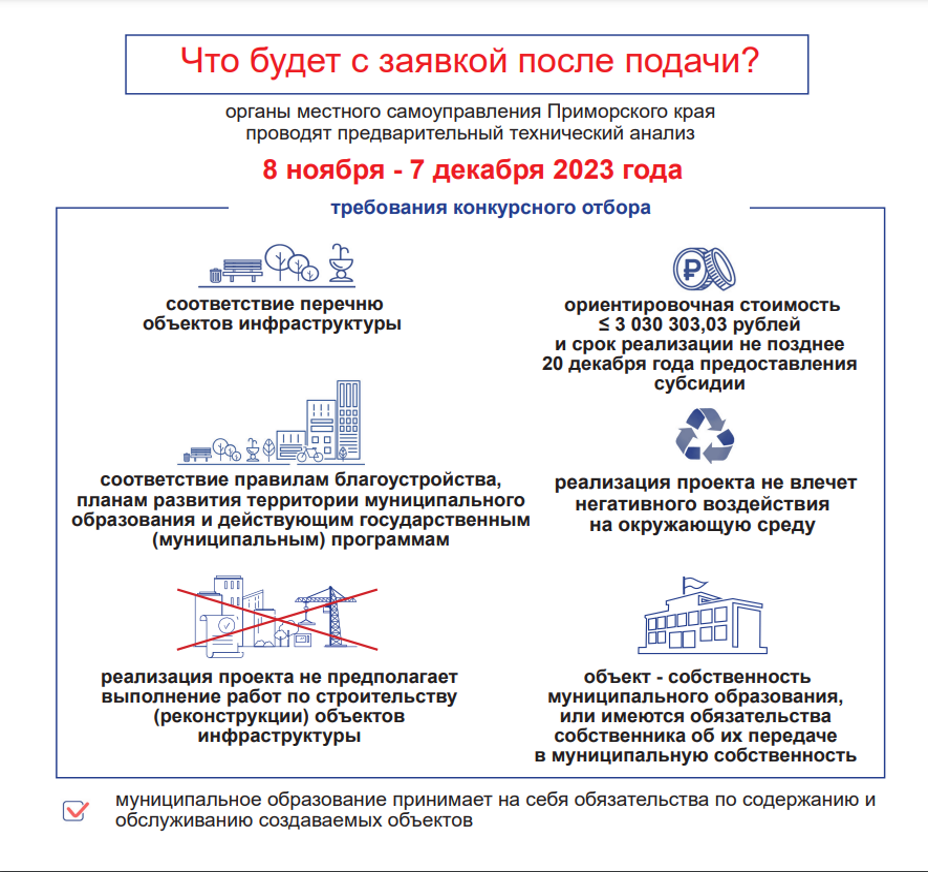 Что будет с заявкой после подачи?
органы местного самоуправления Приморского края
проводят предварительный технический анализ
8 ноября - 7 декабря 2023 года
требования конкурсного отбора
соответствие перечню
объектов инфраструктуры
ориентировочная стоимость
≤ 3 030 303,03 рублей
и срок реализации не позднее
20 декабря года предоставления
субсидии
соответствие правилам благоустройства,
планам развития территории муниципального
образования и действующим государственным
(муниципальным) программам
реализация проекта не влечет
негативного воздействия
на окружающую среду
реализация проекта не предполагает
выполнение работ по строительству
(реконструкции) объектов
инфраструктуры
объект - собственность
муниципального образования,
или имеются обязательства
собственника об их передаче
в муниципальную собственность
муниципальное образование принимает на себя обязательства по содержанию и
обслуживанию создаваемых объектов